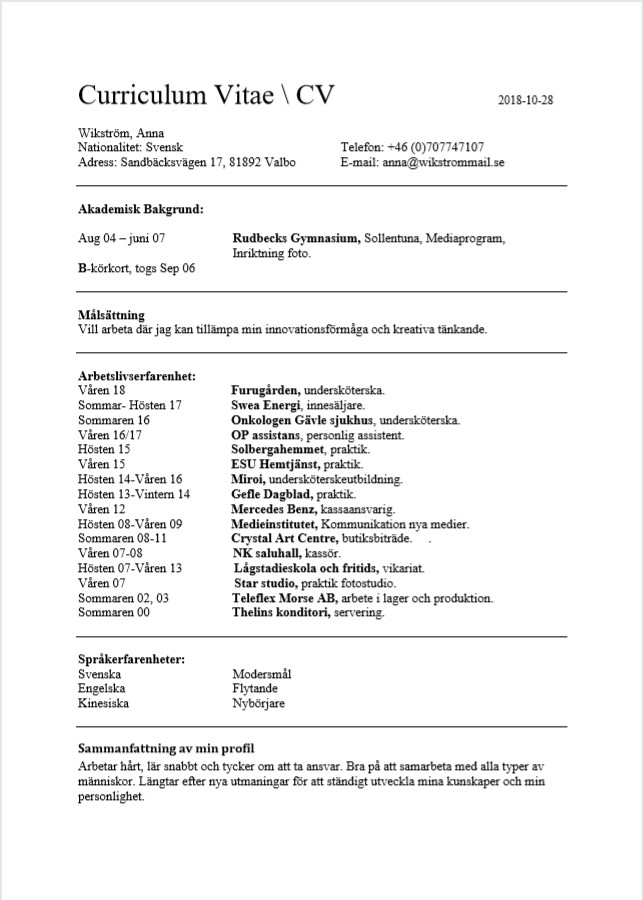 Curriculum Vitae \ CV 2018-10-28
Wikström, Anna
Nationalitet: Svensk Telefon: +46 (0)707747107
Adress: Sandbäcksvägen 17, 81892 Valbo E-mail: anna@wikstrommail.se
Akademisk Bakgrund:
Aug 04 – juni 07 Rudbecks Gymnasium, Sollentuna, Mediaprogram,
Inriktning foto.
B-körkort, togs Sep 06
Målsättning
Vill arbeta där jag kan tillämpa min innovationsförmåga och kreativa tänkande.
Arbetslivserfarenhet:
Våren 18 Furugården, undersköterska.
Sommar- Hösten 17 Swea Energi, innesäljare.
Sommaren 16 Onkologen Gävle sjukhus, undersköterska.
Våren 16/17 OP assistans, personlig assistent.
Hösten 15 Solbergahemmet, praktik.
Våren 15 ESU Hemtjänst, praktik.
Hösten 14-Våren 16 Miroi, undersköterskeutbildning.
Hösten 13-Vintern 14 Gefle Dagblad, praktik.
Våren 12 Mercedes Benz, kassaansvarig.
Hösten 08-Våren 09 Medieinstitutet, Kommunikation nya medier.
Sommaren 08-11 Crystal Art Centre, butiksbiträde. .
Våren 07-08 NK saluhall, kassör.
Hösten 07-Våren 13 Lågstadieskola och fritids, vikariat.
Våren 07 Star studio, praktik fotostudio.
Sommaren 02, 03 Teleflex Morse AB, arbete i lager och produktion.
Sommaren 00 Thelins konditori, servering.
Språkerfarenheter:
Svenska Modersmål
Engelska Flytande
Kinesiska Nybörjare
Sammanfattning av min profil
Arbetar hårt, lär snabbt och tycker om att ta ansvar. Bra på att samarbeta med alla typer av
människor. Längtar efter nya utmaningar för att ständigt utveckla mina kunskaper och min
personlighet.